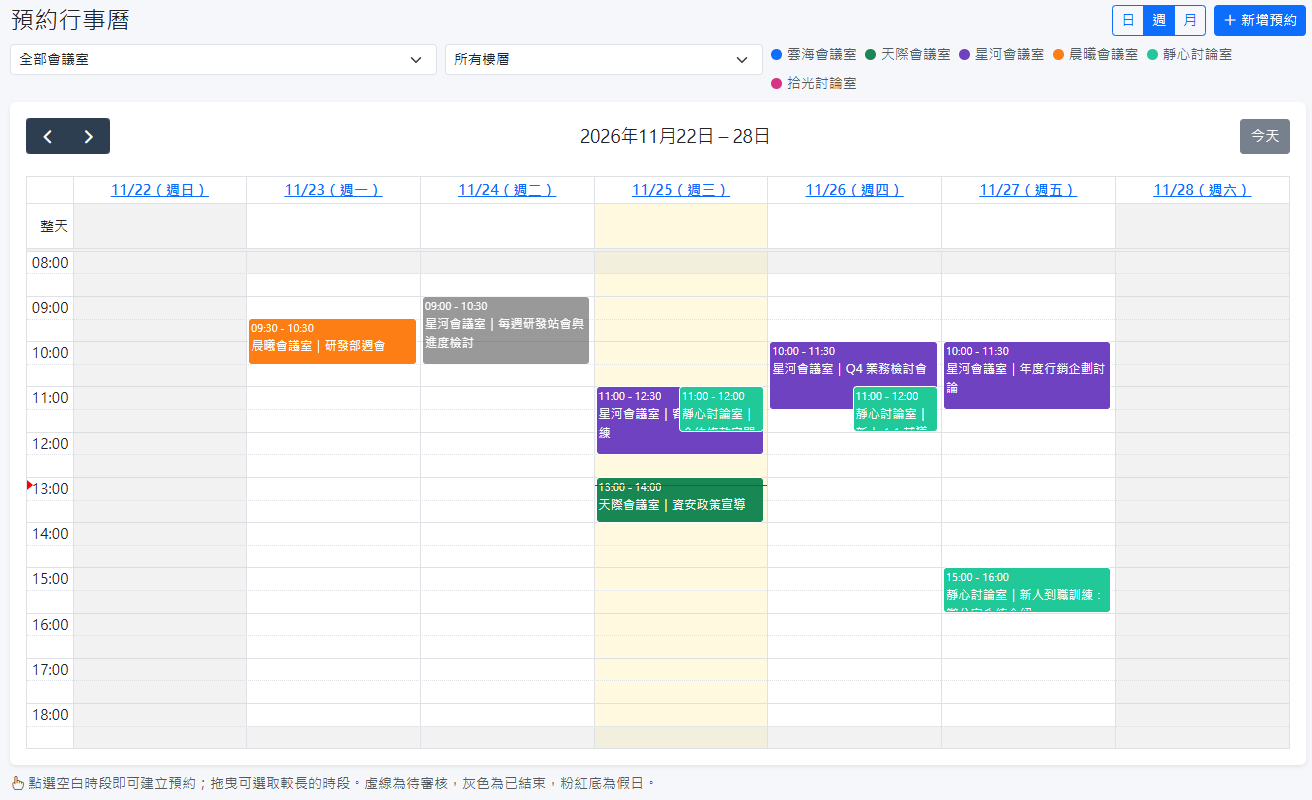 預約行事曆
日 週 月 + 新增預約
全部會議室 所有樓層 雲海會議室 天際會議室 星河會議室 晨曦會議室 靜心討論室
拾光討論室
2026年11月22日 – 28日
今天
11/22（週日） 11/23（週一） 11/24（週二） 11/25（週三） 11/26（週四） 11/27（週五） 11/28（週六）
整天
08:00
09:00
10:00
11:00
12:00
13:00
14:00
15:00
16:00
17:00
18:00
09:30 - 10:30
晨曦會議室｜研發部週會
09:00 - 10:30
星河會議室｜每週研發站會與
進度檢討
11:00 - 12:30
星河會議室｜
練
11:00 - 12:00
靜心討論室｜
13:00 - 14:00
天際會議室｜資安政策宣導
10:00 - 11:30
星河會議室｜Q4 業務檢討會
11:00 - 12:00
靜心討論室｜
10:00 - 11:30
星河會議室｜年度行銷企劃討
論
15:00 - 16:00
靜心討論室｜新人到職訓練：
點選空白時段即可建立預約；拖曳可選取較長的時段。虛線為待審核，灰色為已結束，粉紅底為假日。